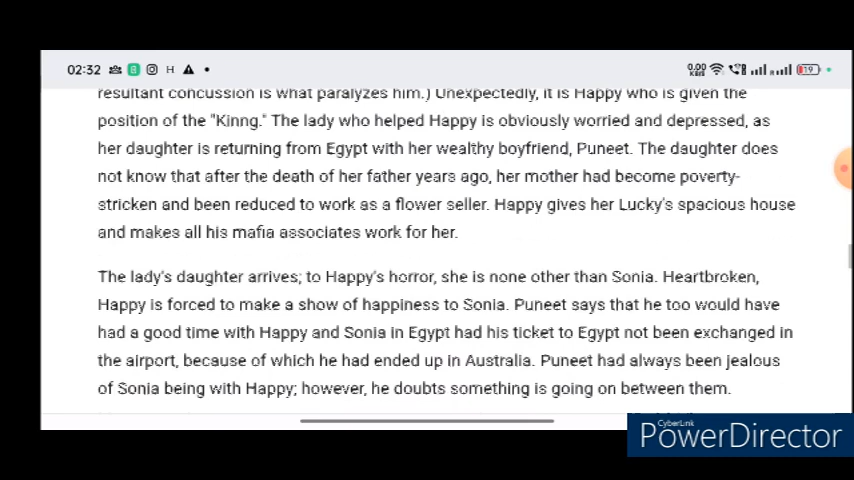 02:32 H
0.00 KB/S 19
resultant concussion is what paralyzes him.) Unexpectedly, it is Happy who is given the
position of the "Kinng." The lady who helped Happy is obviously worried and depressed, as
her daughter is returning from Egypt with her wealthy boyfriend, Puneet. The daughter does
not know that after the death of her father years ago, her mother had become poverty-
stricken and been reduced to work as a flower seller. Happy gives her Lucky's spacious house
and makes all his mafia associates work for her.
The lady's daughter arrives; to Happy's horror, she is none other than Sonia. Heartbroken,
Happy is forced to make a show of happiness to Sonia. Puneet says that he too would have
had a good time with Happy and Sonia in Egypt had his ticket to Egypt not been exchanged in
the airport, because of which he had ended up in Australia. Puneet had always been jealous
of Sonia being with Happy; however, he doubts something is going on between them.
CyberLink
PowerDirector